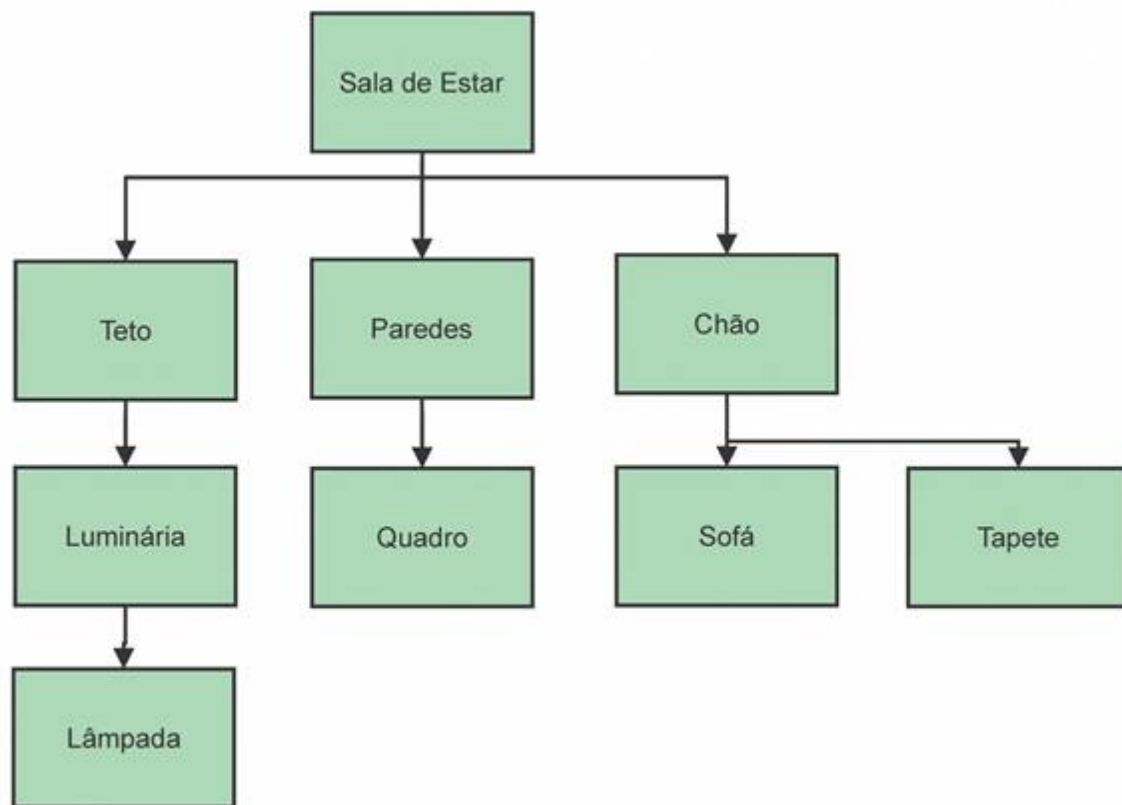 Sala de Estar
Teto
Paredes
Chão
Luminária
Quadro
Sofá
Tapete
Lâmpada